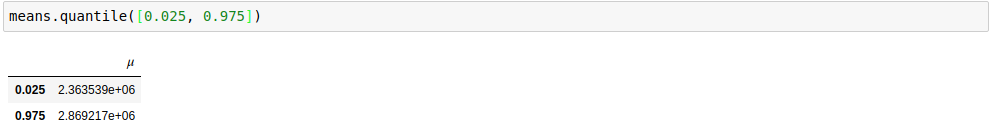 means.quantile([0.025, 0.975])
μ
0.025 2.363539e+06
0.975 2.869217e+06